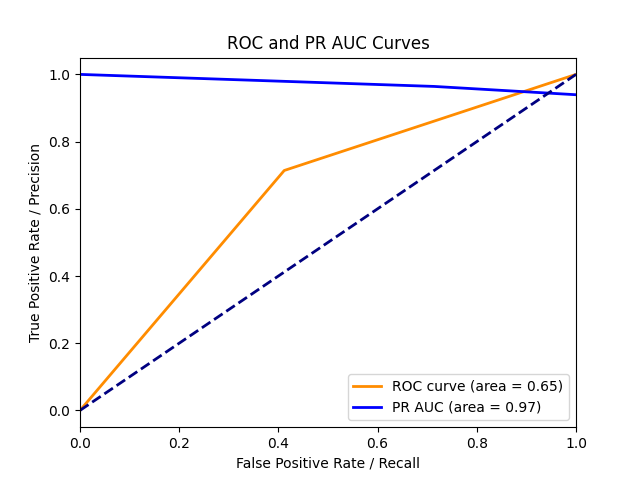 ROC and PR AUC Curves
True Positive Rate / Precision
1.0
0.8
0.6
0.4
0.2
0.0
ROC curve (area = 0.65)
PR AUC (area = 0.97)
0.0 0.2 0.4 0.6 0.8 1.0
False Positive Rate / Recall